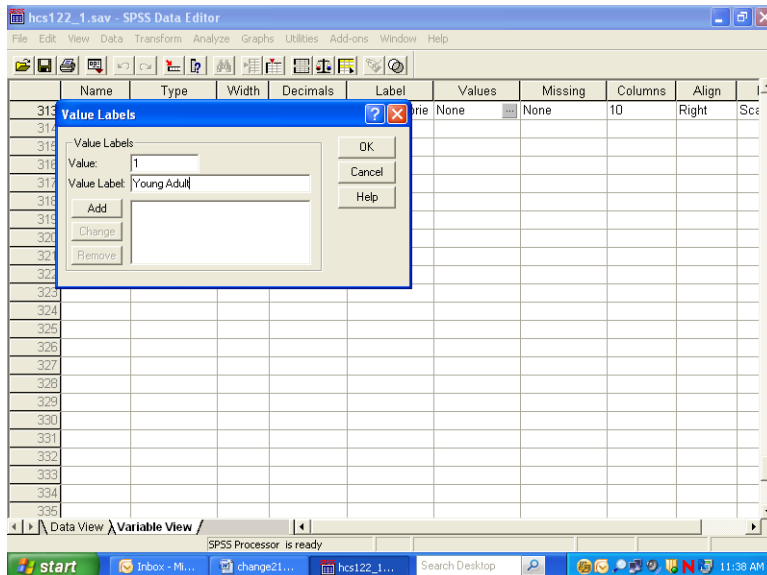 hcs122_1.sav - SPSS Data Editor
File Edit View Data Transform Analyze Graphs Utilities Add-ons Window Help
Name Type Width Decimals Label Values Missing Columns Align
313 orie None ... None 10 Right Sca
Value Labels
314
315
Value Labels
OK
316
Value: 1
Cancel
317
Value Label: Young Adult
Help
318
Add
319
320
Change
321
Remove
322
323
324
325
326
327
328
329
330
331
332
333
334
335
Data View Variable View
SPSS Processor is ready
start Inbox - Mi... change21... hcs122_1... Search Desktop 11:38 AM